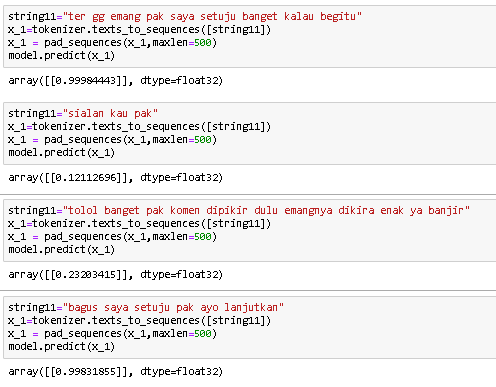 string11="ter gg emang pak saya setuju banget kalau begitu"
x_1=tokenizer.texts_to_sequences([string11])
x_1 = pad_sequences(x_1,maxlen=500)
model.predict(x_1)
array([[0.99984443]], dtype=float32)
string11="sialan kau pak"
x_1=tokenizer.texts_to_sequences([string11])
x_1 = pad_sequences(x_1,maxlen=500)
model.predict(x_1)
array([[0.12112696]], dtype=float32)
string11="tolol banget pak komen dipikir dulu emangnya dikira enak ya banjir"
x_1=tokenizer.texts_to_sequences([string11])
x_1 = pad_sequences(x_1,maxlen=500)
model.predict(x_1)
array([[0.23203415]], dtype=float32)
string11="bagus saya setuju pak ayo lanjutkan"
x_1=tokenizer.texts_to_sequences([string11])
x_1 = pad_sequences(x_1,maxlen=500)
model.predict(x_1)
array([[0.99831855]], dtype=float32)